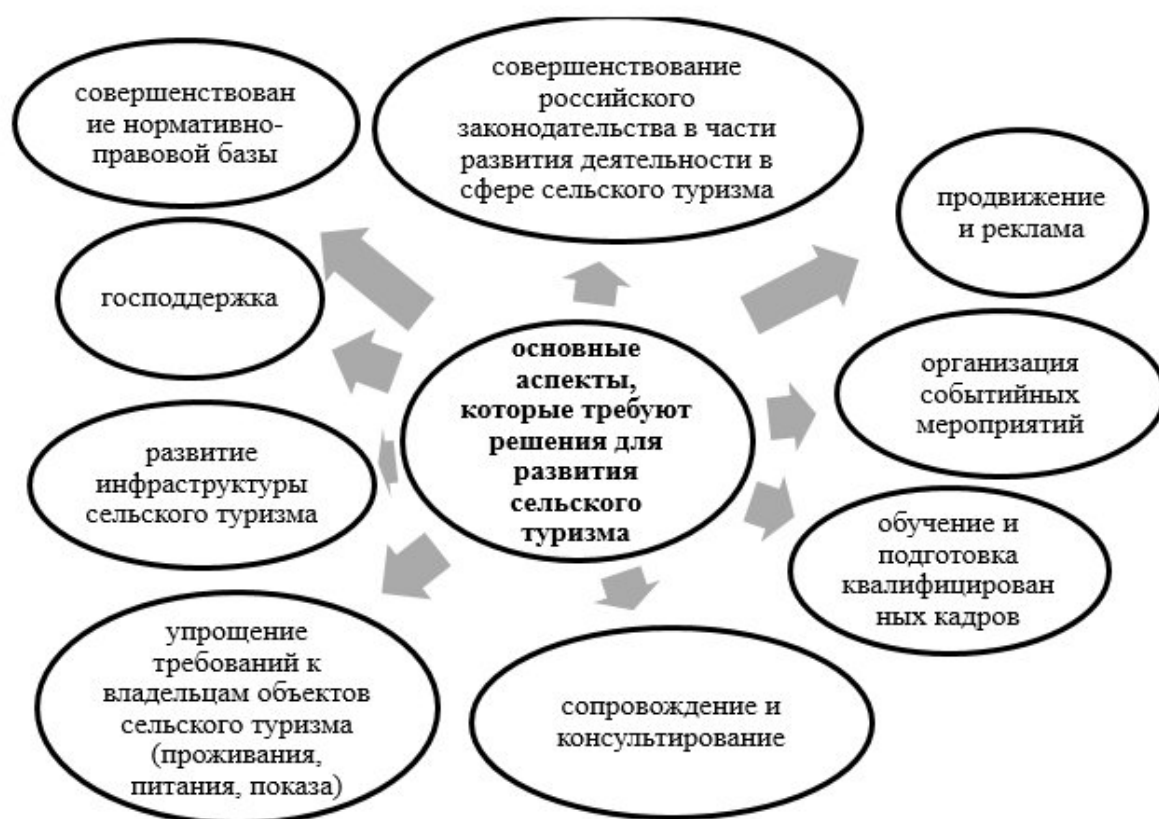 совершенствован
ие нормативно-
правовой базы
совершенствование
российского
законодательства в части
развития деятельности в
сфере сельского туризма
продвижение
и реклама
господдержка
основные
аспекты,
которые требуют
решения для
развития
сельского
туризма
организация
событийных
мероприятий
развитие
инфраструктуры
сельского туризма
обучение и
подготовка
квалифицирован
ных кадров
упрощение
требований к
владельцам объектов
сельского туризма
(проживания,
питания, показа)
сопровождение и
консультирование